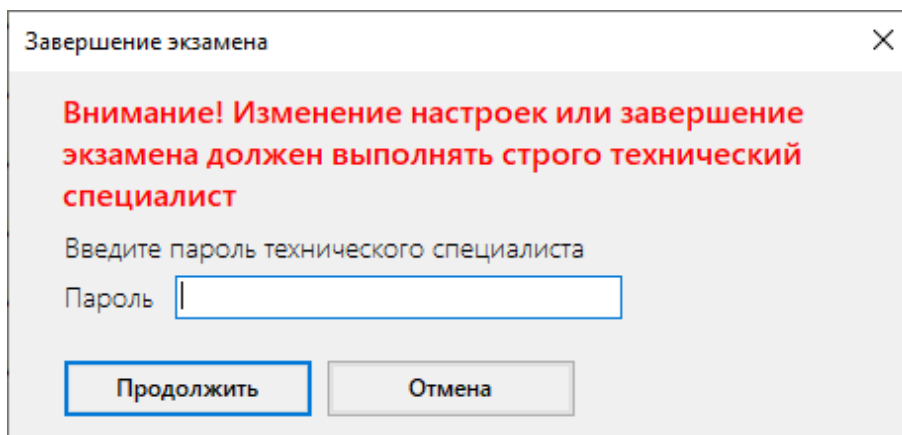 Завершение экзамена
Внимание! Изменение настроек или завершение
экзамена должен выполнять строго технический
специалист
Введите пароль технического специалиста
Пароль
Продолжить Отмена